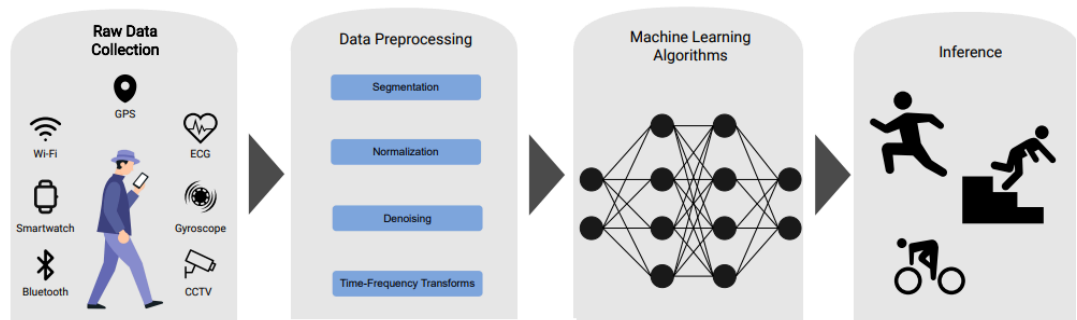 Raw Data
Collection
GPS
Wi-Fi
ECG
Smartwatch
Gyroscope
Bluetooth
CCTV
Data Preprocessing
Segmentation
Normalization
Denoising
Time-Frequency Transforms
Machine Learning
Algorithms
Inference